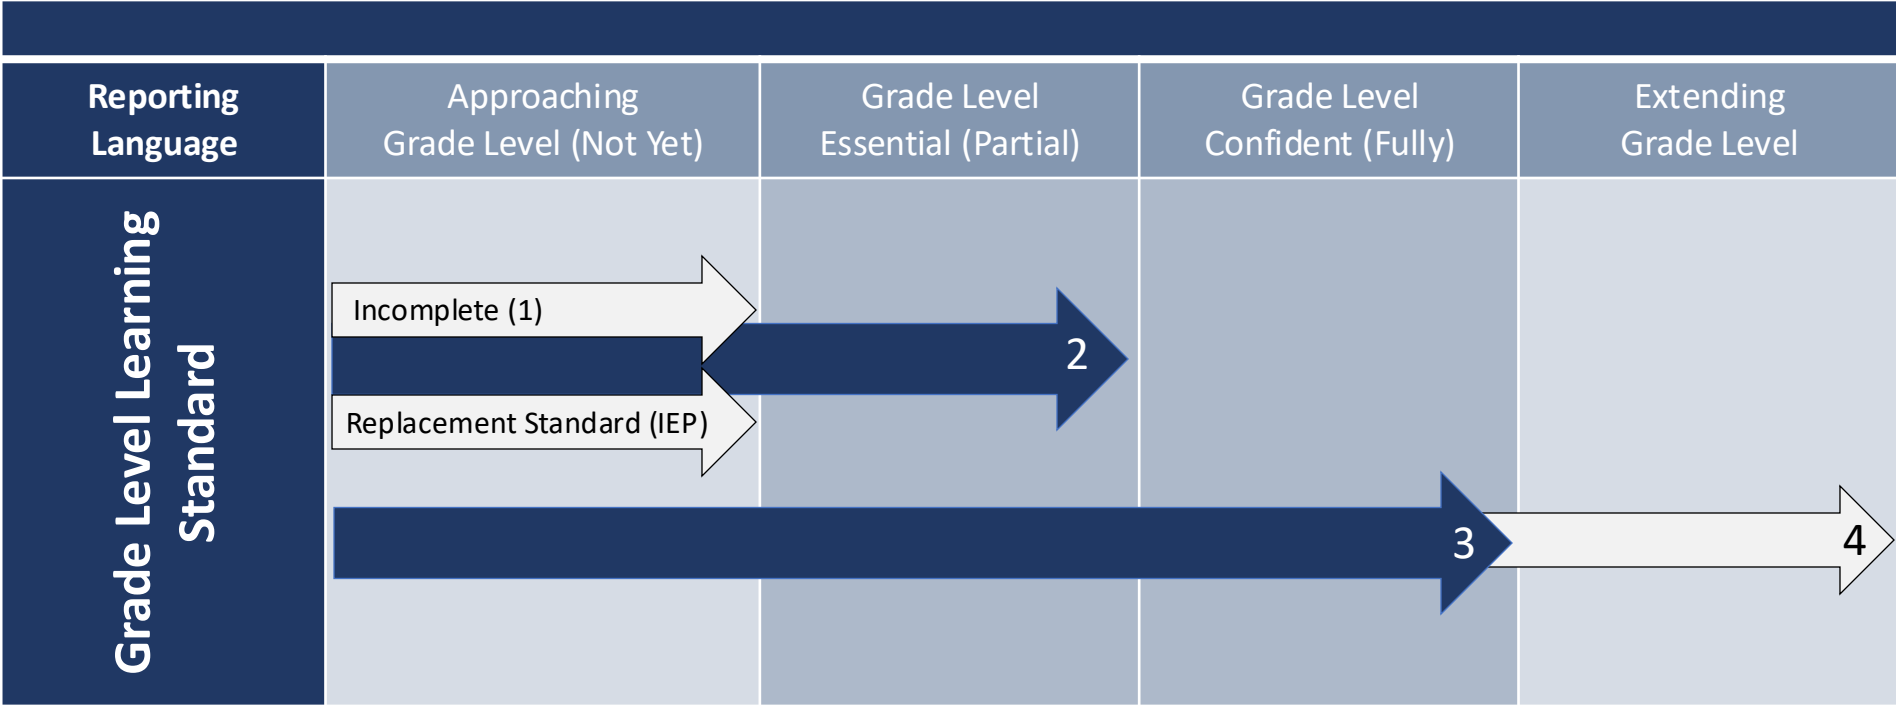 Reporting
Language
Approaching
Grade Level (Not Yet)
Grade Level
Essential (Partial)
Grade Level
Confident (Fully)
Extending
Grade Level
Grade Level Learning
Standard
Incomplete (1)
2
Replacement Standard (IEP)
3
4